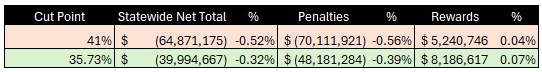 Cut Point Statewide Net Total % Penalties % Rewards %
41% $ (64,871,175) -0.52% $ (70,111,921) -0.56% $ 5,240,746 0.04%
35.73% $ (39,994,667) -0.32% $ (48,181,284) -0.39% $ 8,186,617 0.07%